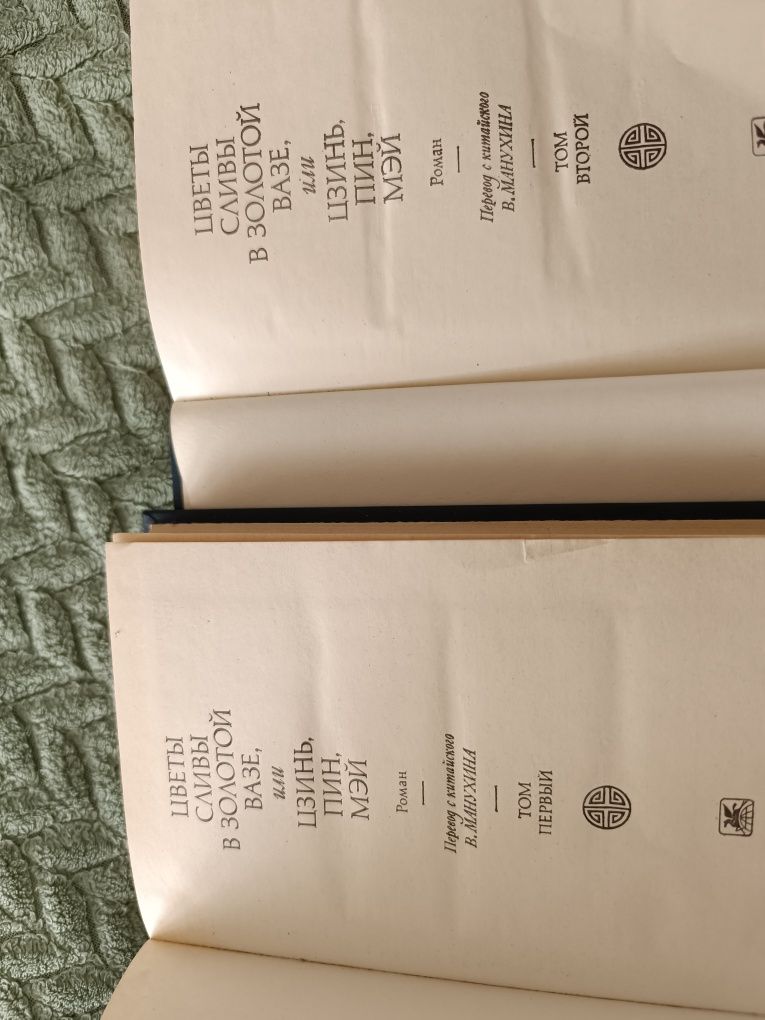 ЦВЕТЫ
СЛИВЫ
В ЗОЛОТОЙ
ВАЗЕ,
или
ЦЗИНЬ,
ПИН,
МЭЙ
Роман
Перевод с китайского
В. МАНУХИНА
ТОМ
ВТОРОЙ
ЦВЕТЫ
СЛИВЫ
В ЗОЛОТОЙ
ВАЗЕ,
или
ЦЗИНЬ,
ПИН,
МЭЙ
Роман
Перевод с китайского
В. МАНУХИНА
ТОМ
ПЕРВЫЙ